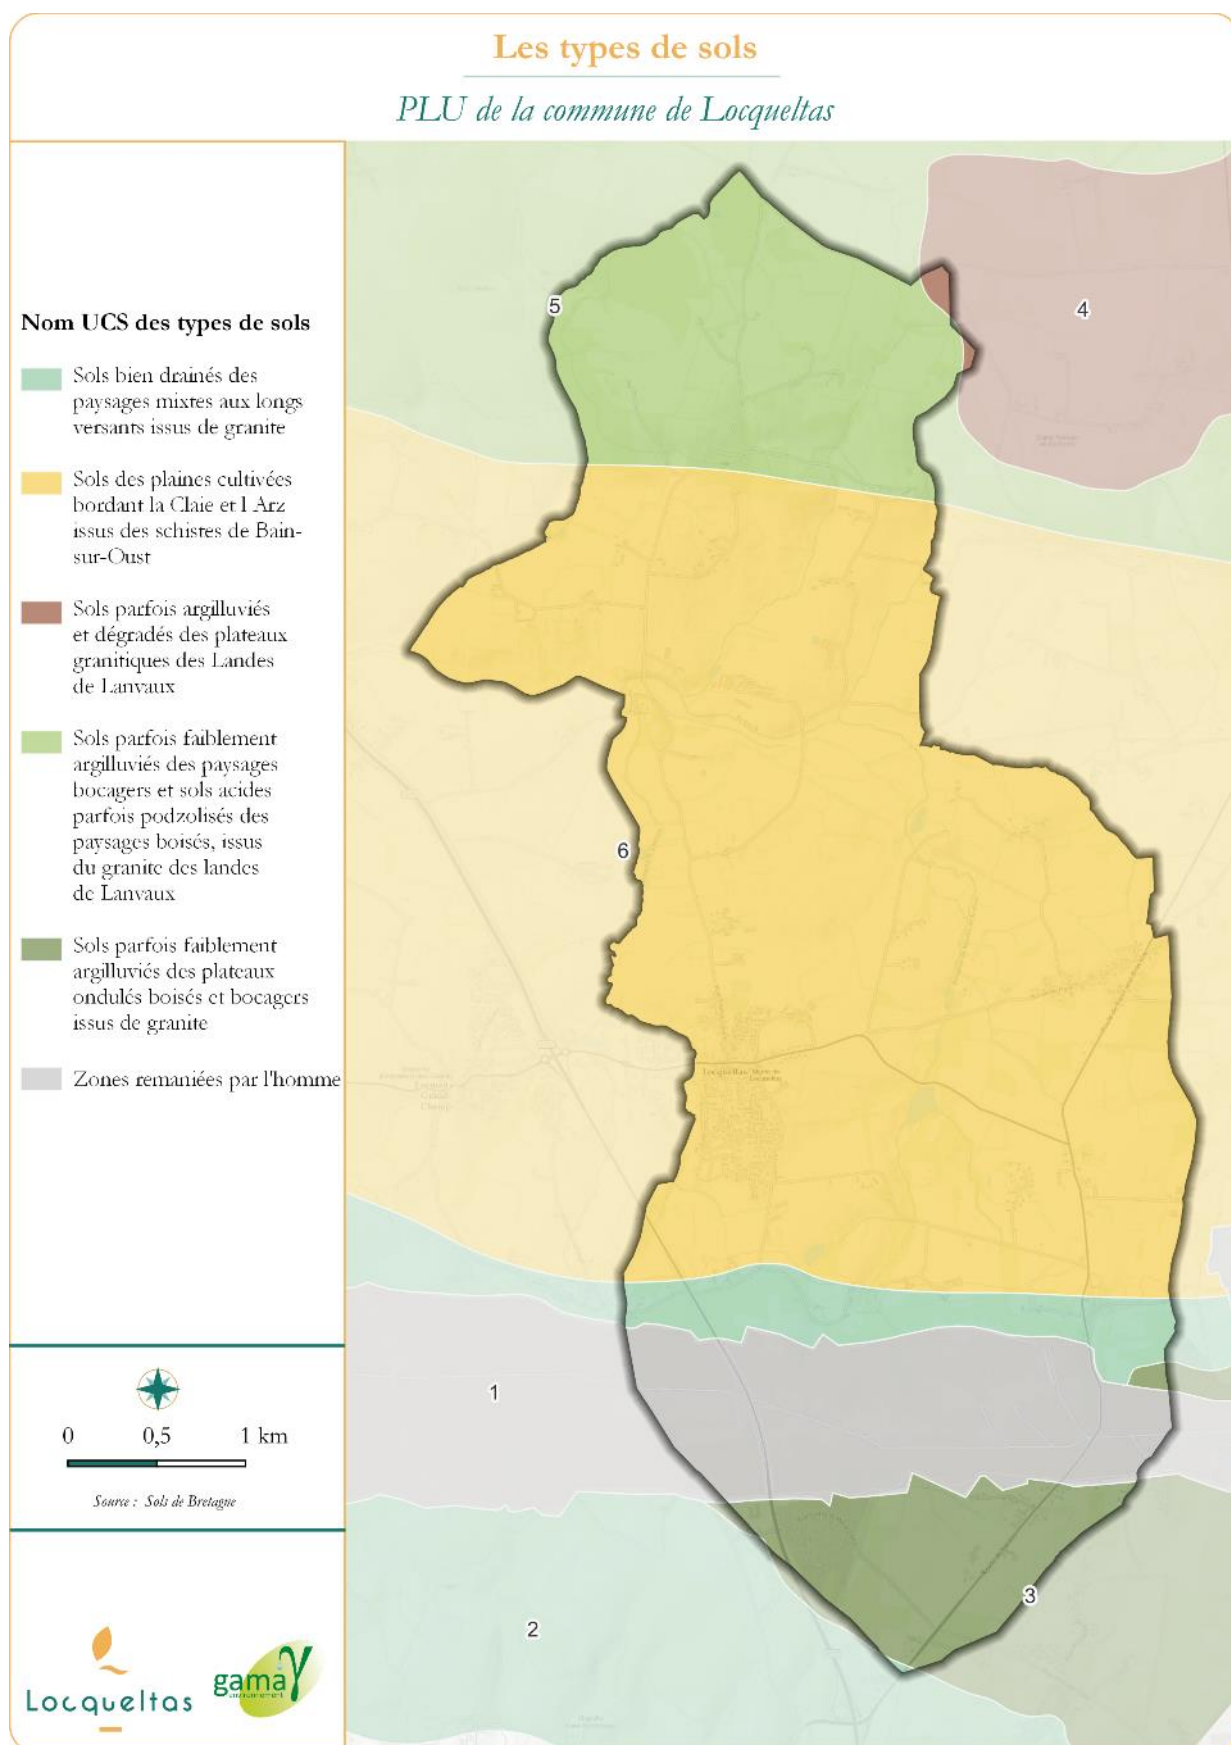 Les types de sols
PLU de la commune de Locqueltas
Nom UCS des types de sols
Sols bien drainés des
paysages mixtes aux longs
versants issus de granite
Sols des plaines cultivées
bordant la Claie et l Arz
issus des schistes de Bain-
sur-Oust
Sols parfois argilluviés
et dégradés des plateaux
granitiques des Landes
de Lanvaux
Sols parfois faiblement
argilluviés des paysages
bocagers et sols acides
parfois podzolisés des
paysages boisés, issus
du granite des landes
de Lanvaux
Sols parfois faiblement
argilluviés des plateaux
ondulés boisés et bocagers
issus de granite
Zones remaniées par l'homme
0 0,5 1 km
Source : Sols de Bretagne
Locqueltas
gama
environnement
5
4
6
1
3
2
Locqueltas